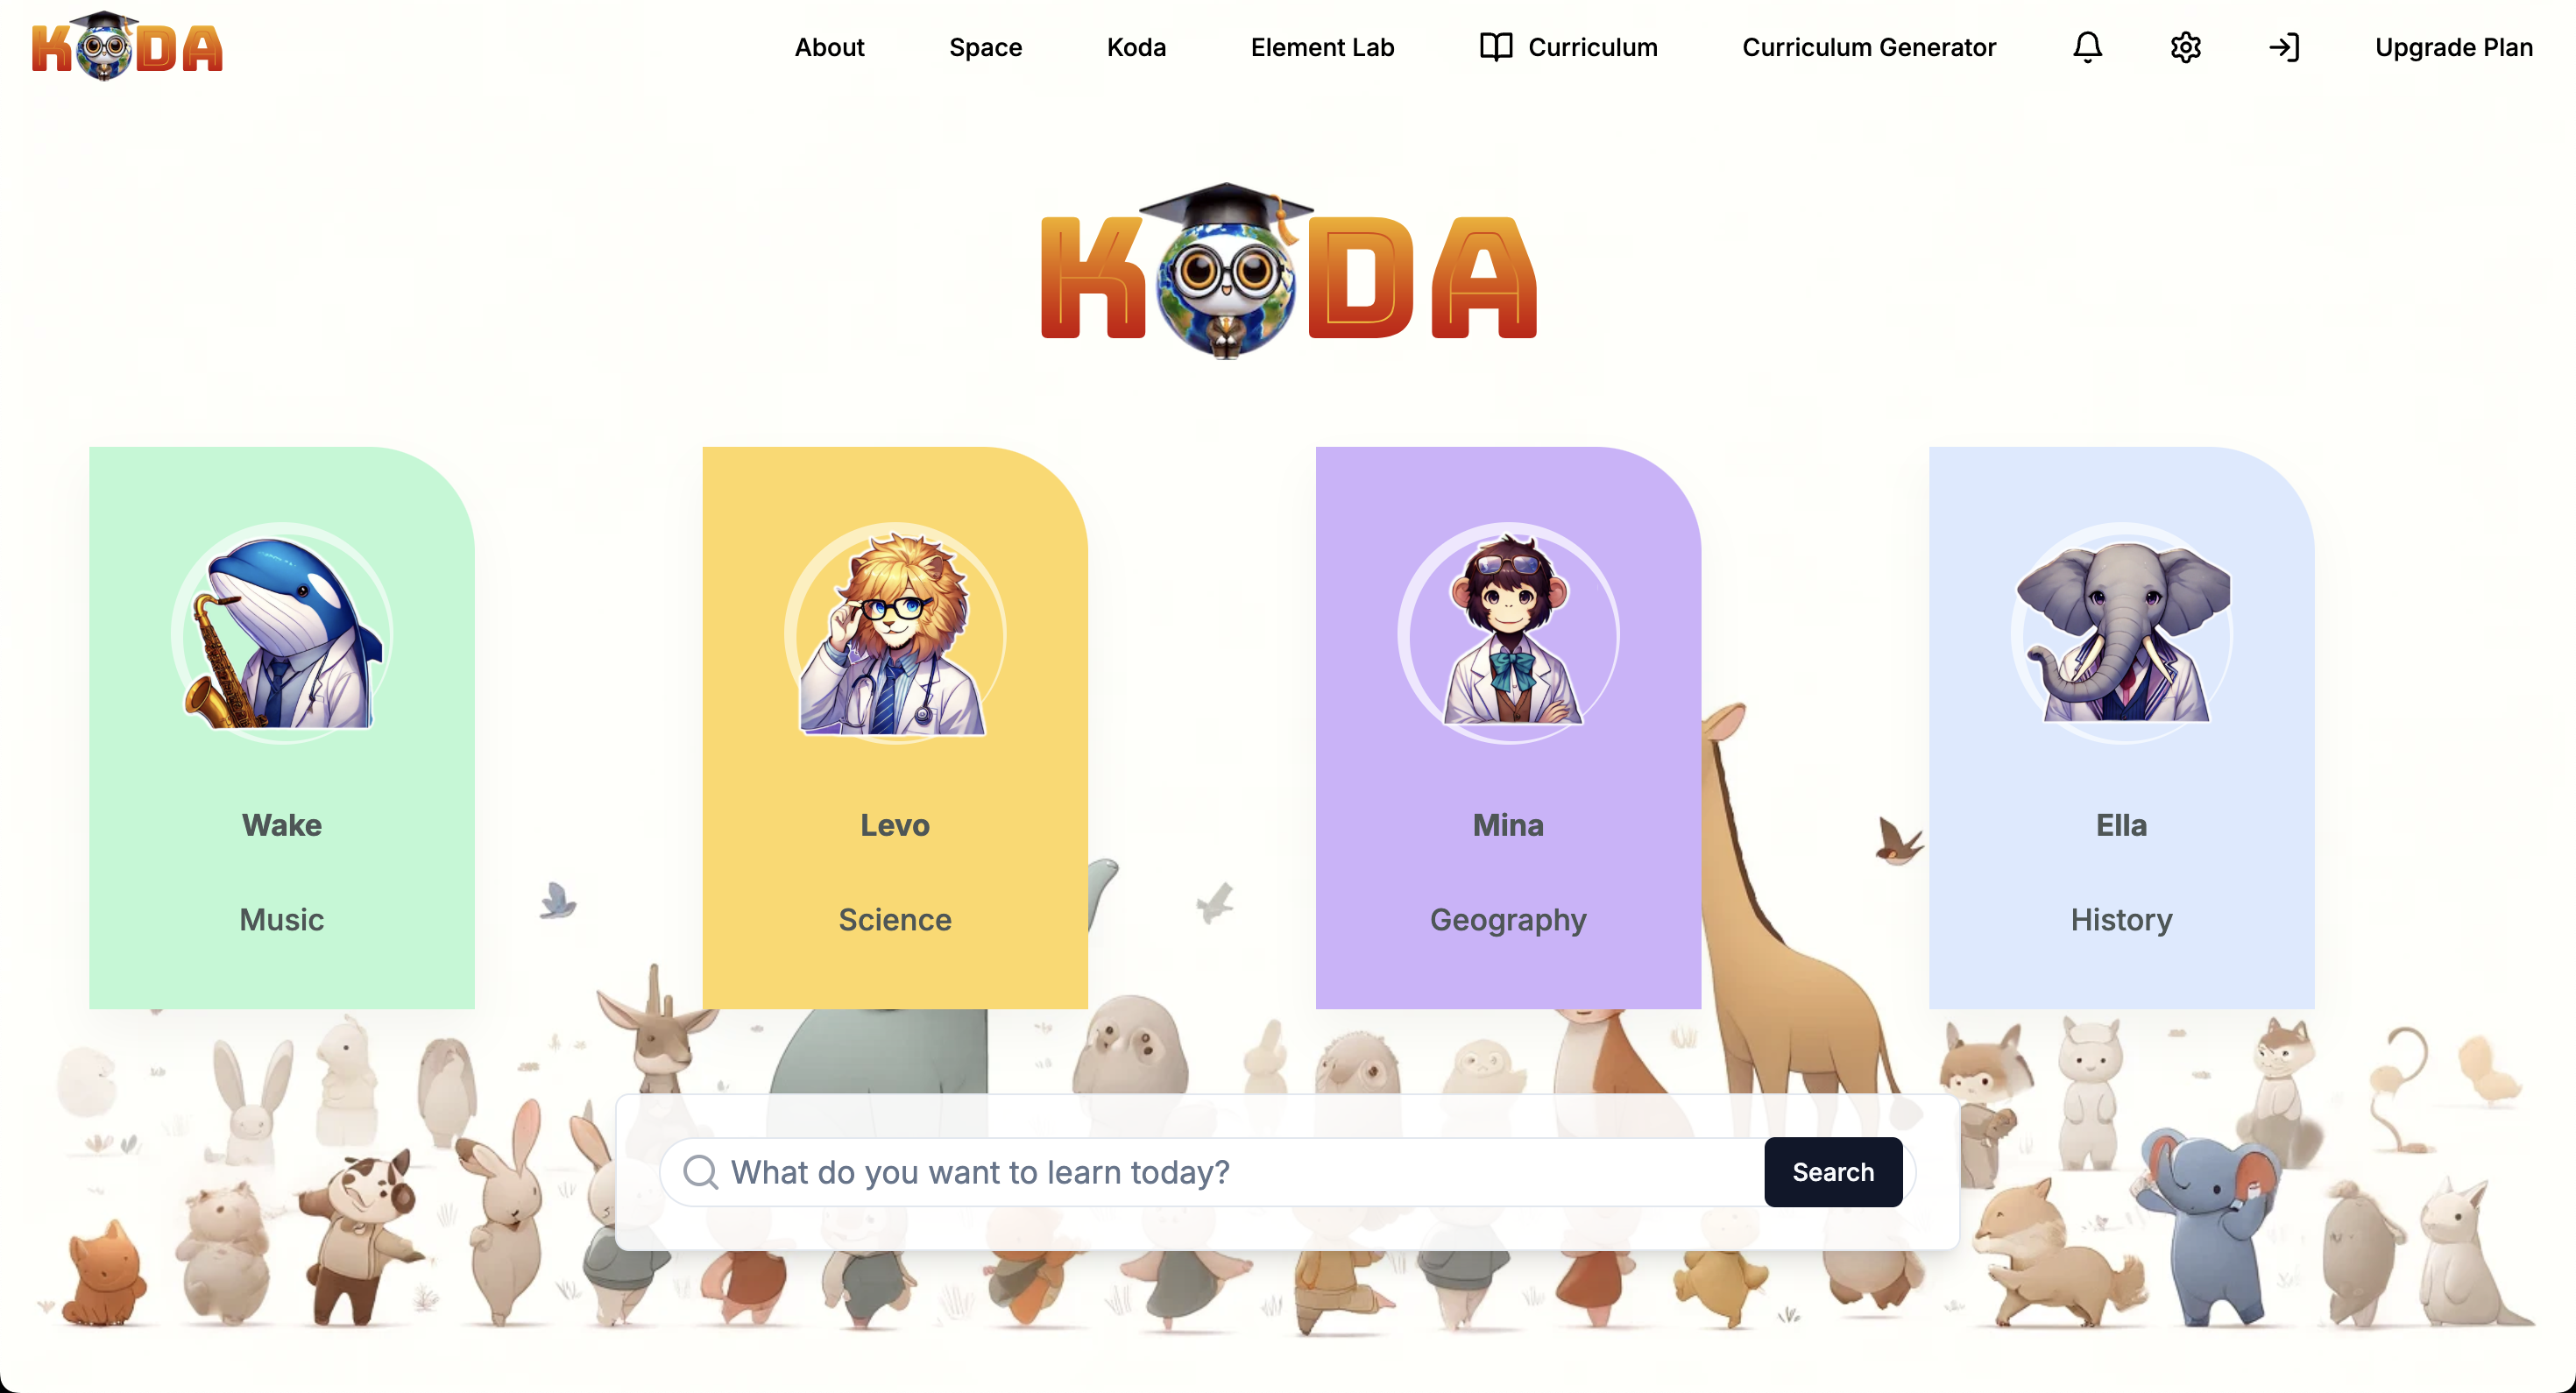 KODA
About
Space
Koda
Element Lab
Curriculum
Curriculum Generator
Upgrade Plan
KODA
Wake
Music
Levo
Science
Mina
Geography
Ella
History
What do you want to learn today?
Search